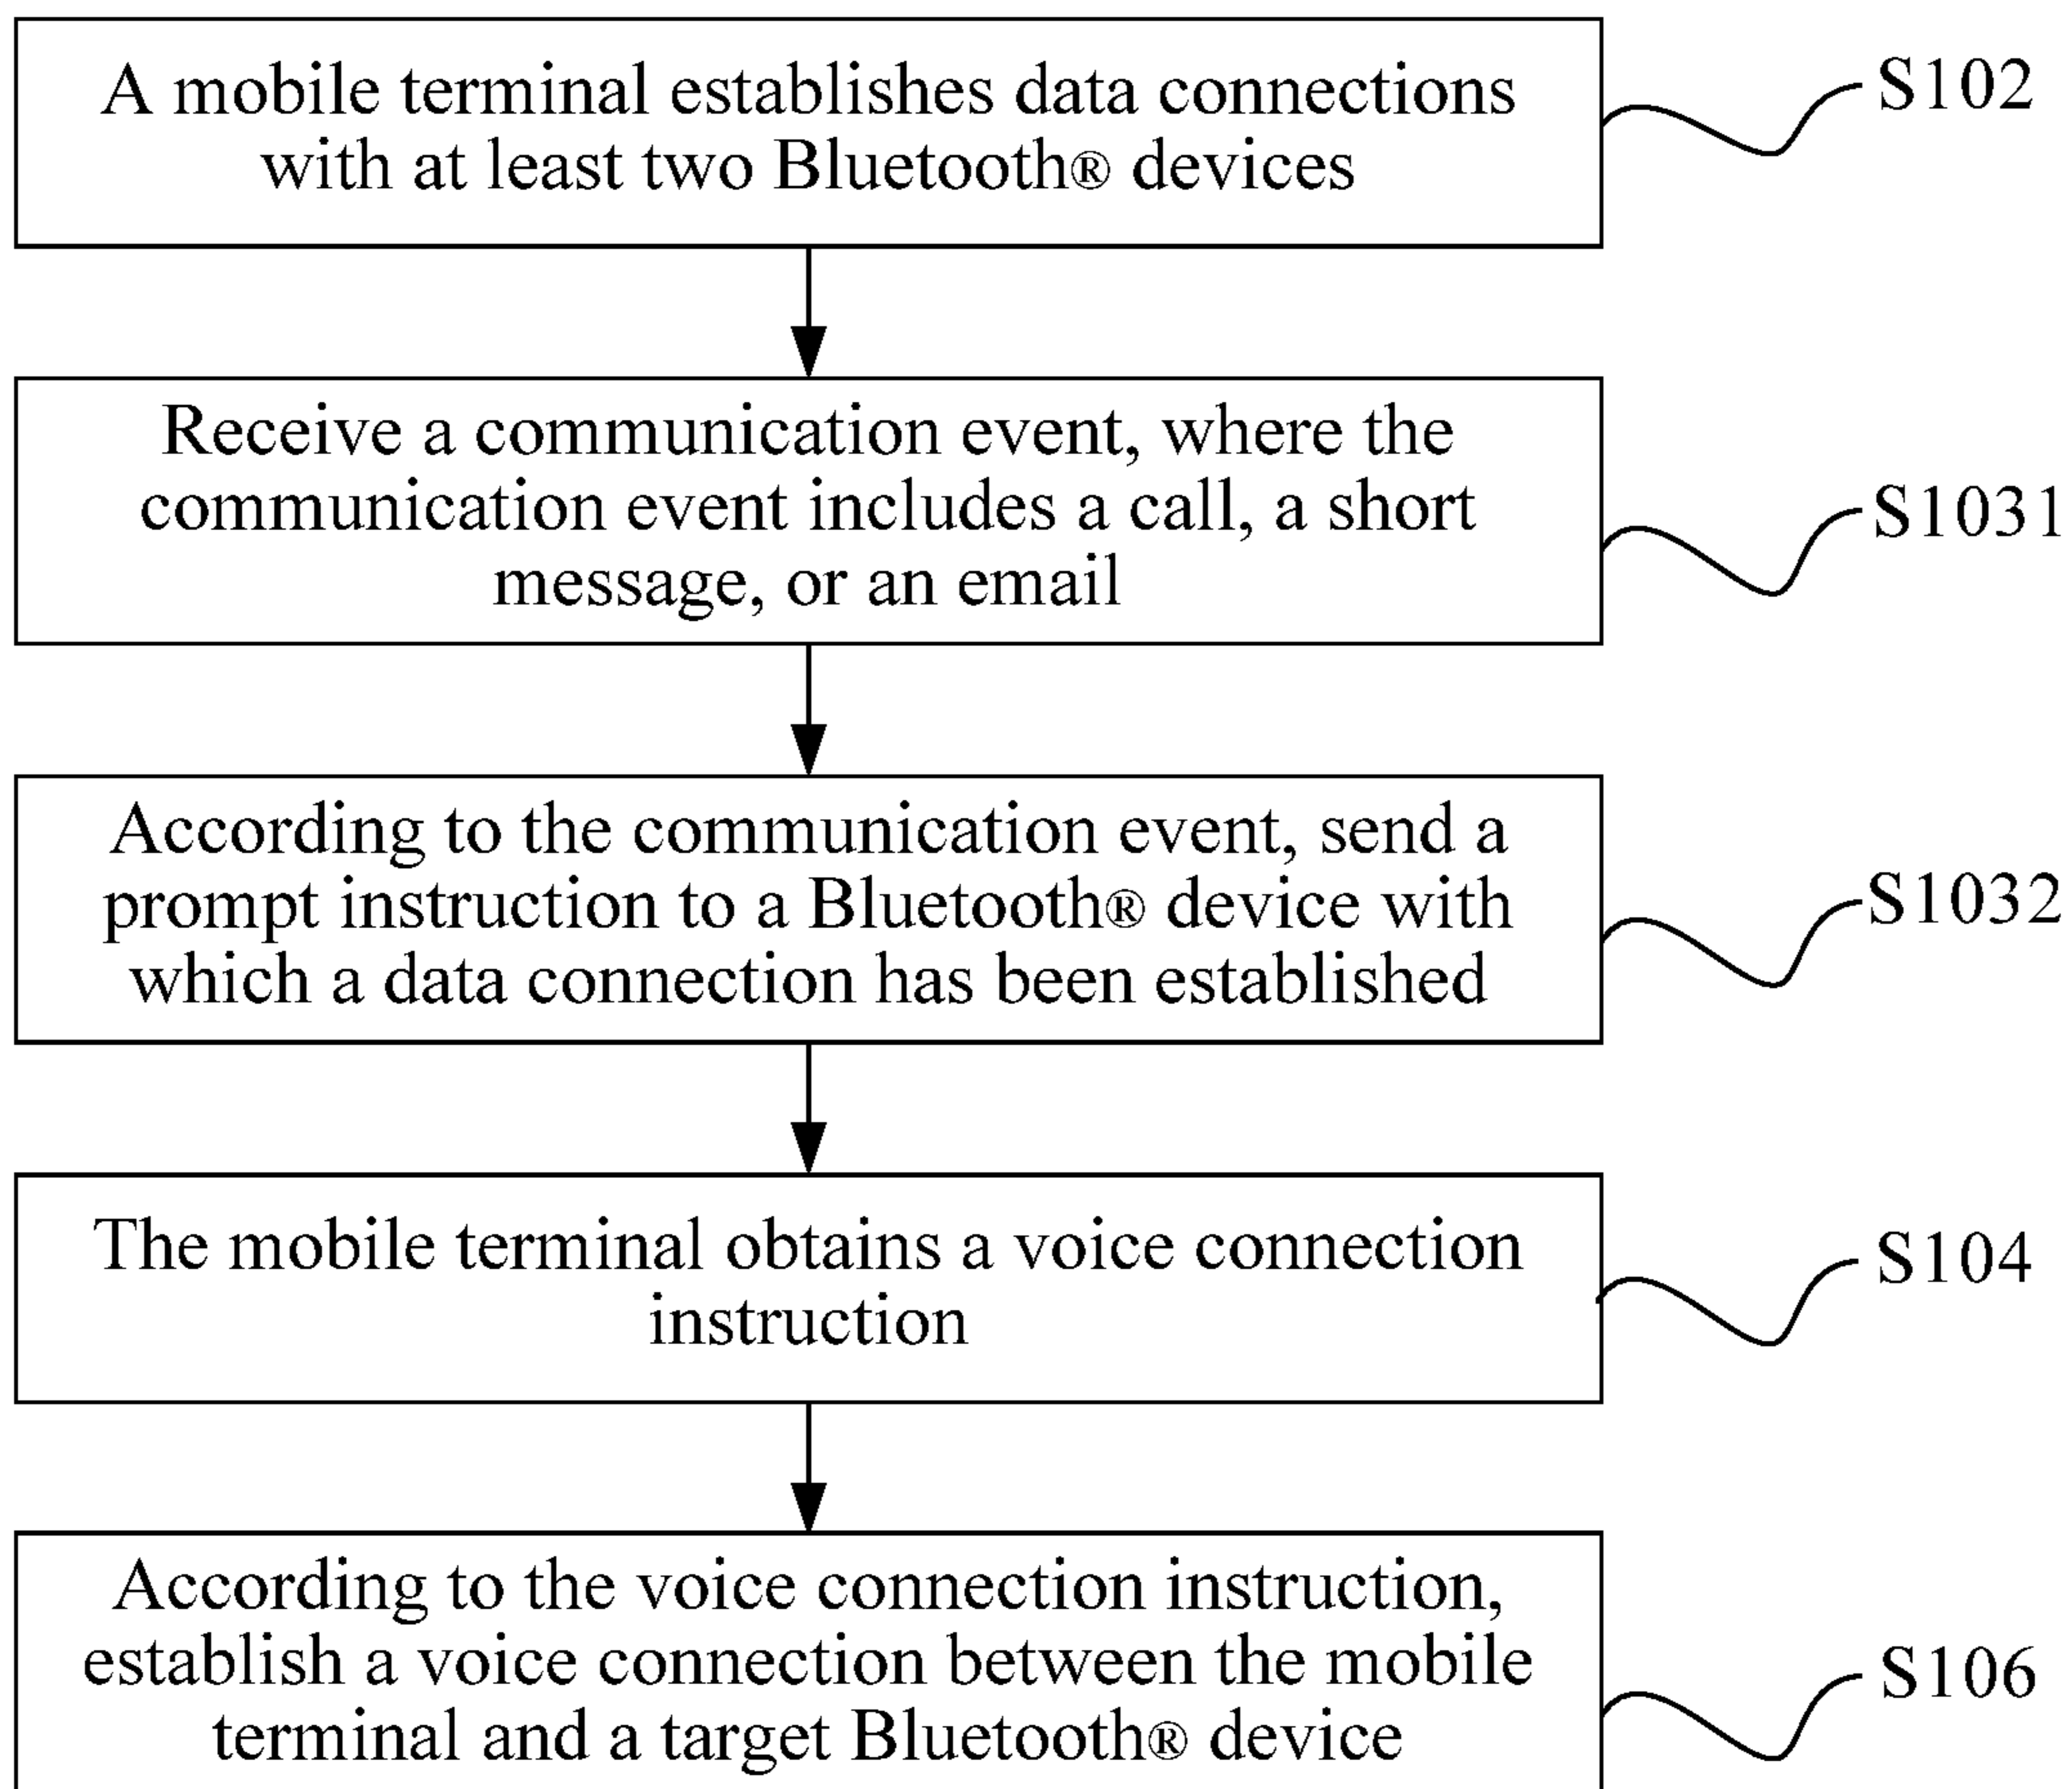 A mobile terminal establishes data connections
with at least two Bluetooth® devices
S102
Receive a communication event, where the
communication event includes a call, a short
message, or an email
S1031
According to the communication event, send a
prompt instruction to a Bluetooth® device with
which a data connection has been established
S1032
The mobile terminal obtains a voice connection
instruction
S104
According to the voice connection instruction,
establish a voice connection between the mobile
terminal and a target Bluetooth® device
S106